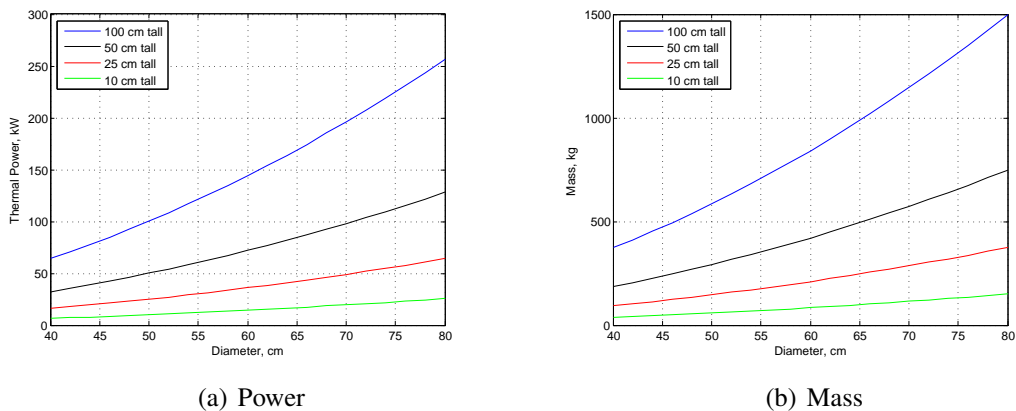 300
250
200
150
100
50
0
Thermal Power, kW
100 cm tall
50 cm tall
25 cm tall
10 cm tall
40 45 50 55 60 65 70 75 80
Diameter, cm
(a) Power
1500
1000
500
0
Mass, kg
100 cm tall
50 cm tall
25 cm tall
10 cm tall
40 45 50 55 60 65 70 75 80
Diameter, cm
(b) Mass